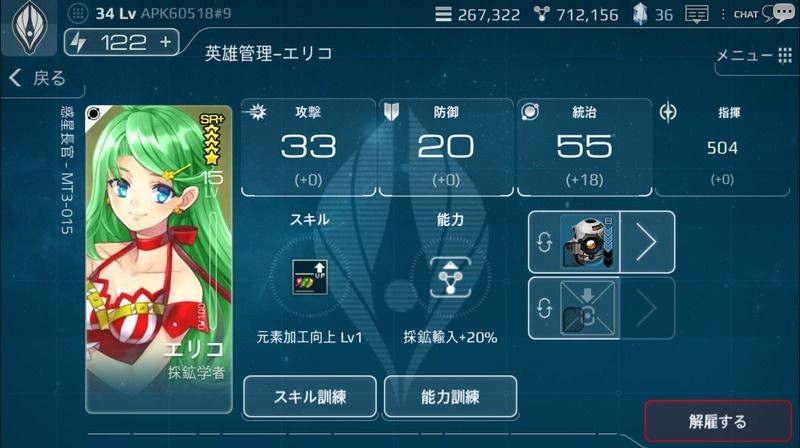 34 Lv APK60518#9
267,322
712,156
36
CHAT
122 +
英雄管理-エリコ
メニュー
戻る
惑星長官 - MT3-015
SR+
15
LV
0/100
エリコ
採鉱学者
攻撃
33
(+0)
防御
20
(+0)
統治
55
(+18)
指揮
504
(+0)
スキル
UP
元素加工向上 Lv1
能力
採鉱輸入+20%
スキル訓練
能力訓練
解雇する